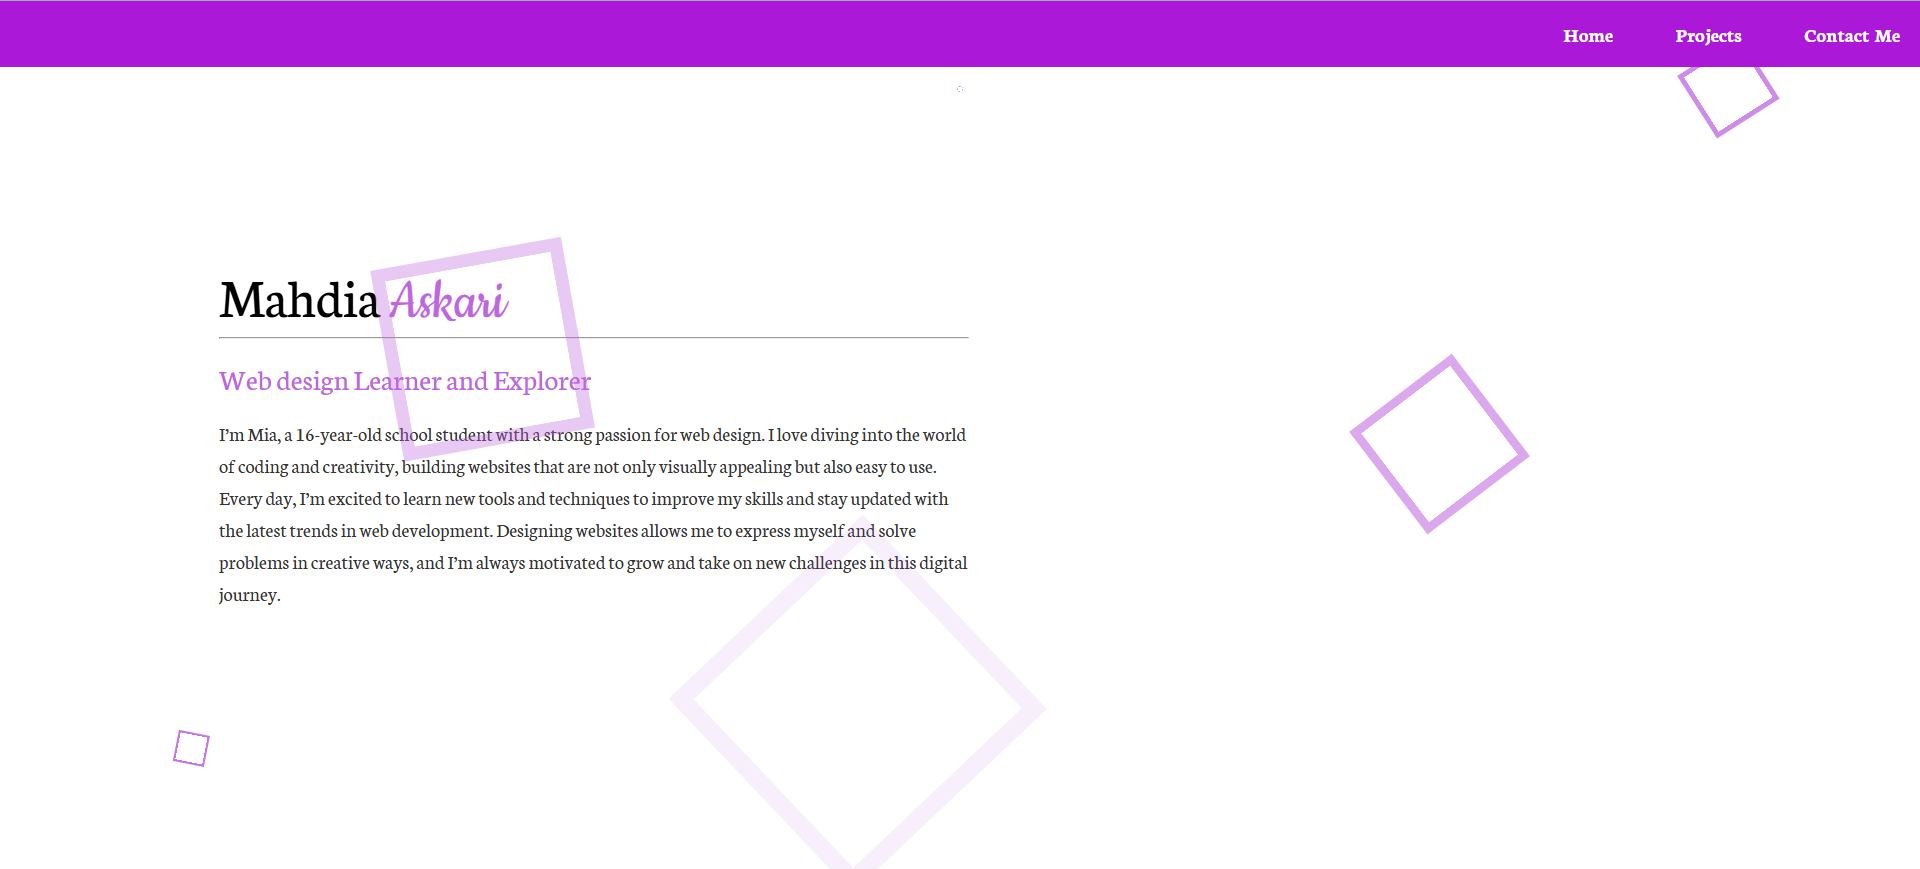 Home Projects Contact Me
Mahdia Askari
Web design Learner and Explorer
I'm Mia, a 16-year-old school student with a strong passion for web design. I love diving into the world
of coding and creativity, building websites that are not only visually appealing but also easy to use.
Every day, I'm excited to learn new tools and techniques to improve my skills and stay updated with
the latest trends in web development. Designing websites allows me to express myself and solve
problems in creative ways, and I'm always motivated to grow and take on new challenges in this digital
journey.